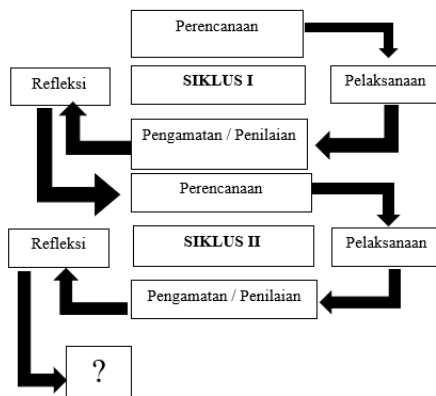 Perencanaan
Refleksi
SIKLUS I
Pelaksanaan
Pengamatan / Penilaian
Perencanaan
Refleksi
SIKLUS II
Pelaksanaan
Pengamatan / Penilaian
?